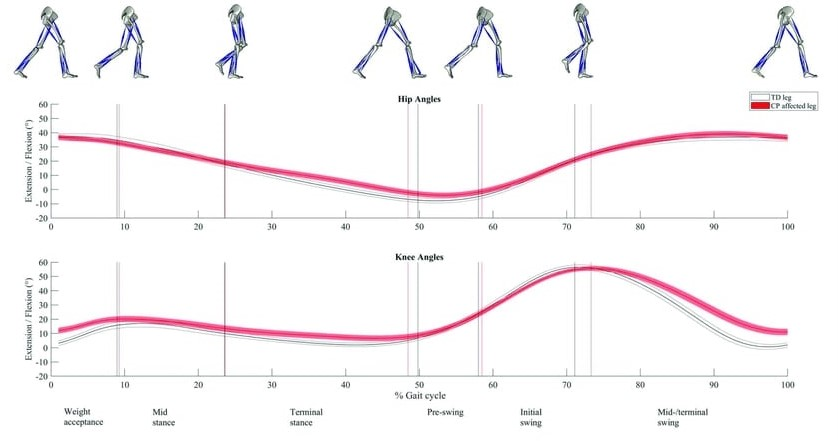 Hip Angles
TD leg
CP affected leg
Extension / Flexion (°)
60
50
40
30
20
10
0
-10
-20
0 10 20 30 40 50 60 70 80 90 100
Knee Angles
Extension / Flexion (°)
60
50
40
30
20
10
0
-10
-20
0 10 20 30 40 50 60 70 80 90 100
% Gait cycle
Weight acceptance
Mid stance
Terminal stance
Pre-swing
Initial swing
Mid-/terminal swing